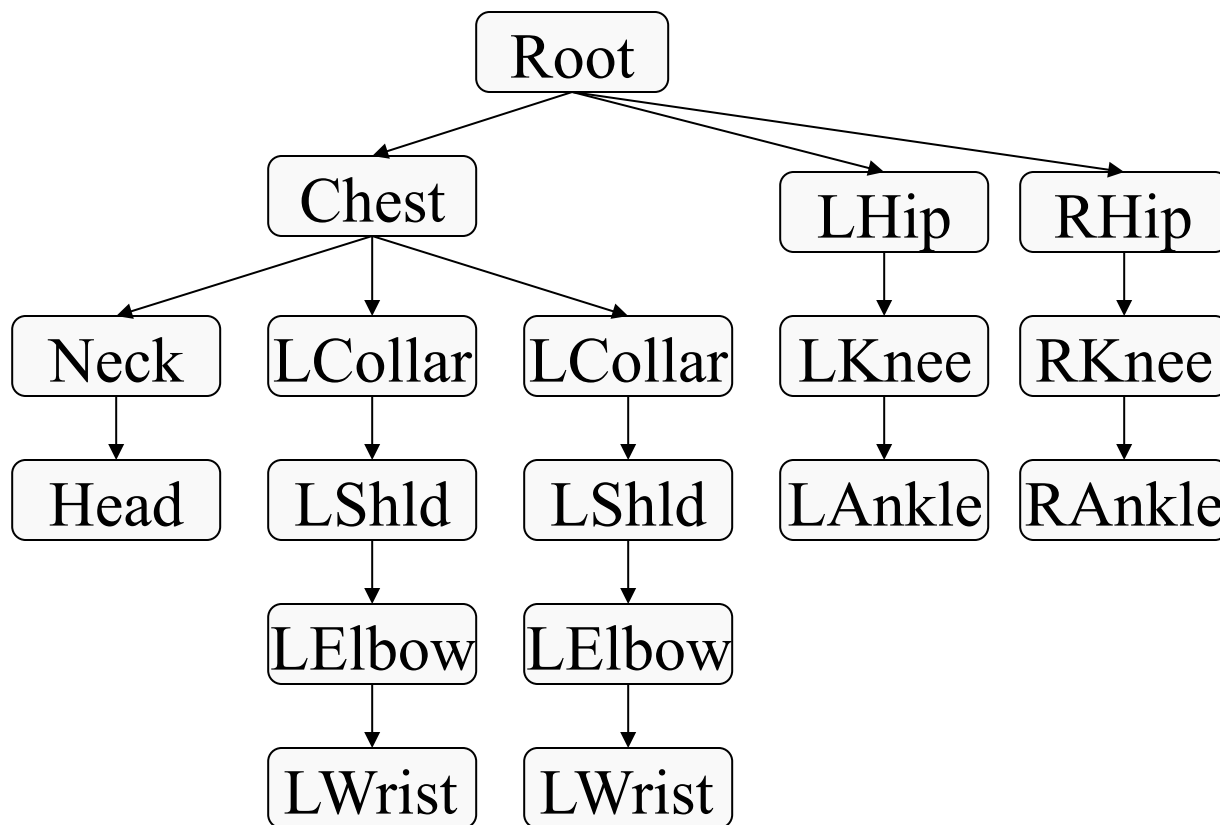 Root
Chest
LHip
RHip
Neck
LCollar
LCollar
LKnee
RKnee
Head
LShld
LShld
LAnkle
RAnkle
LElbow
LElbow
LWrist
LWrist